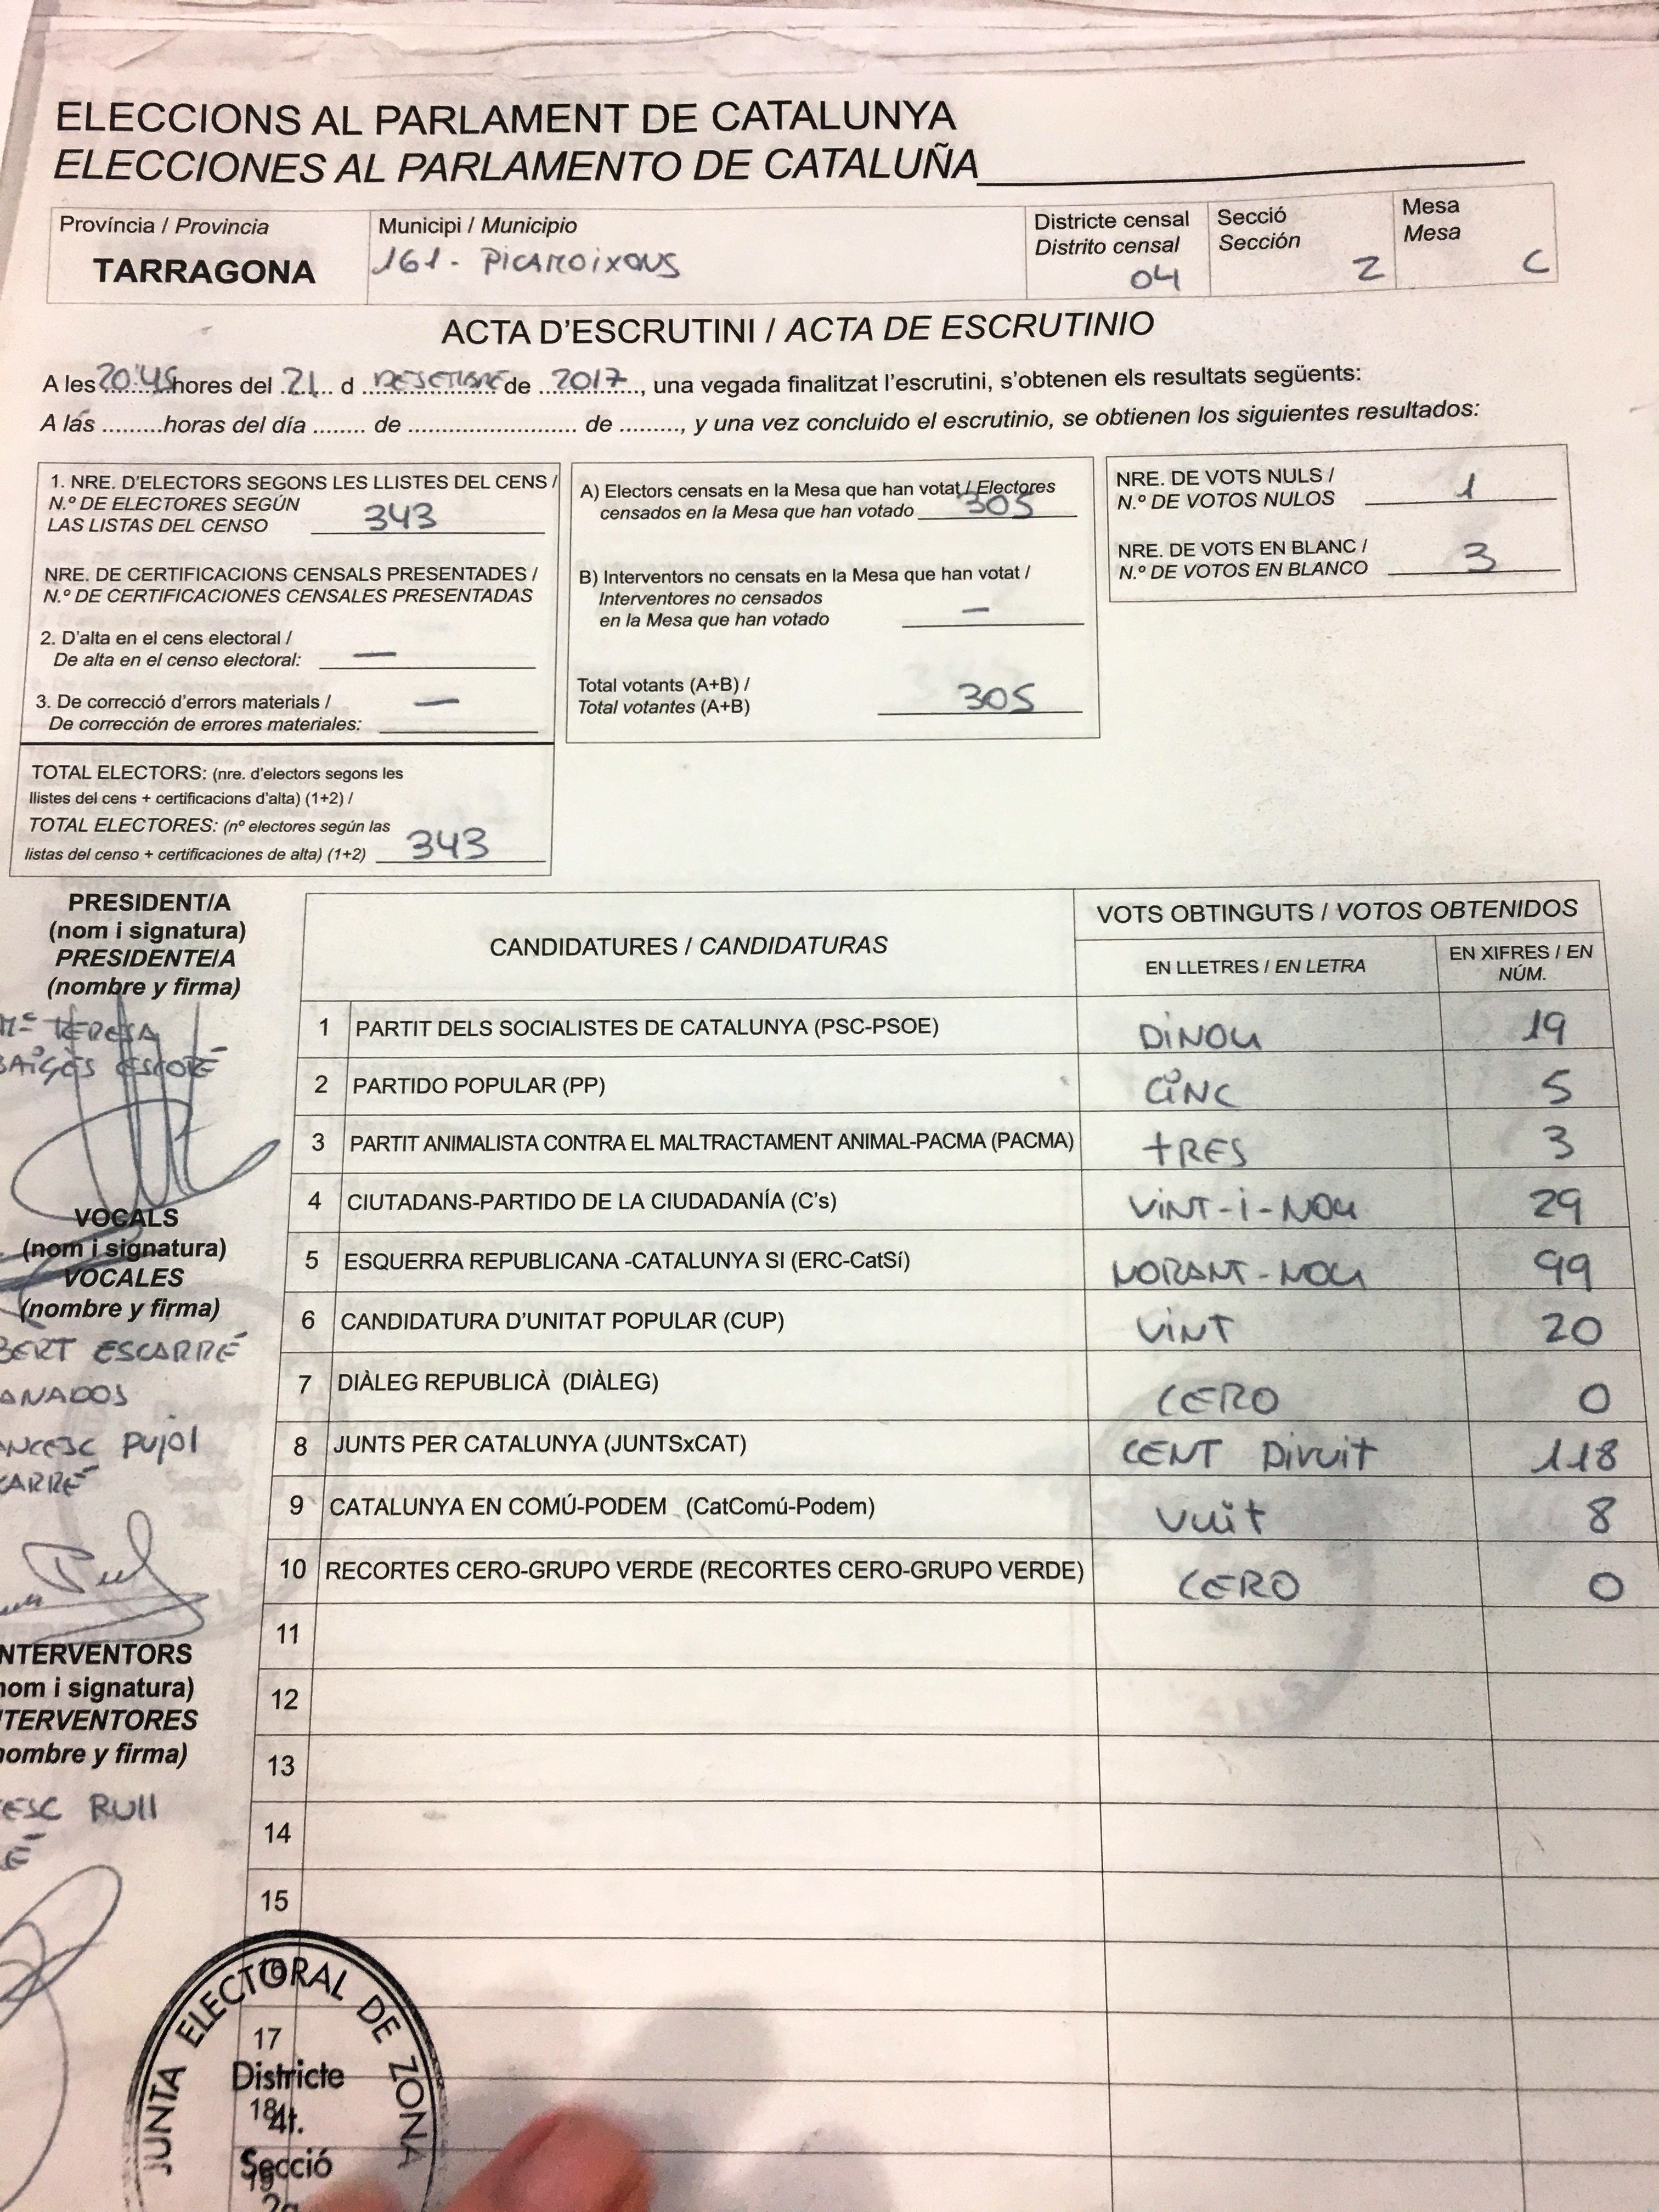 ELECCIONS AL PARLAMENT DE CATALUNYA
ELECCIONES AL PARLAMENTO DE CATALUÑA
Província / Provincia
TARRAGONA
Municipi / Municipio
161 - PICAROIXONS
Districte censal
Distrito censal
04
Secció
Sección
2
Mesa
Mesa
C
ACTA D'ESCRUTINI / ACTA DE ESCRUTINIO
A les 20:45 hores del 21 d DESEMBRE de 2017, una vegada finalitzat l'escrutini, s'obtenen els resultats següents:
A las .........horas del día ........ de ......................... de ........., y una vez concluido el escrutinio, se obtienen los siguientes resultados:
1. NRE. D'ELECTORS SEGONS LES LLISTES DEL CENS /
N.º DE ELECTORES SEGÚN
LAS LISTAS DEL CENSO 343
NRE. DE CERTIFICACIONS CENSALS PRESENTADES /
N.º DE CERTIFICACIONES CENSALES PRESENTADAS
2. D'alta en el cens electoral /
De alta en el censo electoral: —
3. De correcció d'errors materials /
De corrección de errores materiales: —
TOTAL ELECTORS: (nre. d'electors segons les
llistes del cens + certificacions d'alta) (1+2) /
TOTAL ELECTORES: (nº electores según las
listas del censo + certificaciones de alta) (1+2) 343
A) Electors censats en la Mesa que han votat / Electores
censados en la Mesa que han votado 305
B) Interventors no censats en la Mesa que han votat /
Interventores no censados
en la Mesa que han votado —
Total votants (A+B) /
Total votantes (A+B) 305
NRE. DE VOTS NULS /
N.º DE VOTOS NULOS 1
NRE. DE VOTS EN BLANC /
N.º DE VOTOS EN BLANCO 3
PRESIDENT/A
(nom i signatura)
PRESIDENTE/A
(nombre y firma)
Mª TERESA
BAIGÈS ESCOTÉ
VOCALS
(nom i signatura)
VOCALES
(nombre y firma)
BERT ESCARRÉ
ANADOS
ANCESC PUJOL
CARRÉ
NTERVENTORS
nom i signatura)
TERVENTORES
nombre y firma)
CESC RULL
É
CANDIDATURES / CANDIDATURAS
VOTS OBTINGUTS / VOTOS OBTENIDOS
EN LLETRES / EN LETRA
EN XIFRES / EN
NÚM.
1 PARTIT DELS SOCIALISTES DE CATALUNYA (PSC-PSOE) DINOU 19
2 PARTIDO POPULAR (PP) CINC 5
3 PARTIT ANIMALISTA CONTRA EL MALTRACTAMENT ANIMAL-PACMA (PACMA) TRES 3
4 CIUTADANS-PARTIDO DE LA CIUDADANÍA (C's) VINT-I-NOU 29
5 ESQUERRA REPUBLICANA -CATALUNYA SI (ERC-CatSí) NORANT-NOU 99
6 CANDIDATURA D'UNITAT POPULAR (CUP) VINT 20
7 DIÀLEG REPUBLICÀ (DIÀLEG) CERO 0
8 JUNTS PER CATALUNYA (JUNTSxCAT) CENT DIVUIT 118
9 CATALUNYA EN COMÚ-PODEM (CatComú-Podem) VUIT 8
10 RECORTES CERO-GRUPO VERDE (RECORTES CERO-GRUPO VERDE) CERO 0
11
12
13
14
15
16
17
18
19
JUNTA ELECTORAL DE ZONA
Districte
4t.
Secció
2a